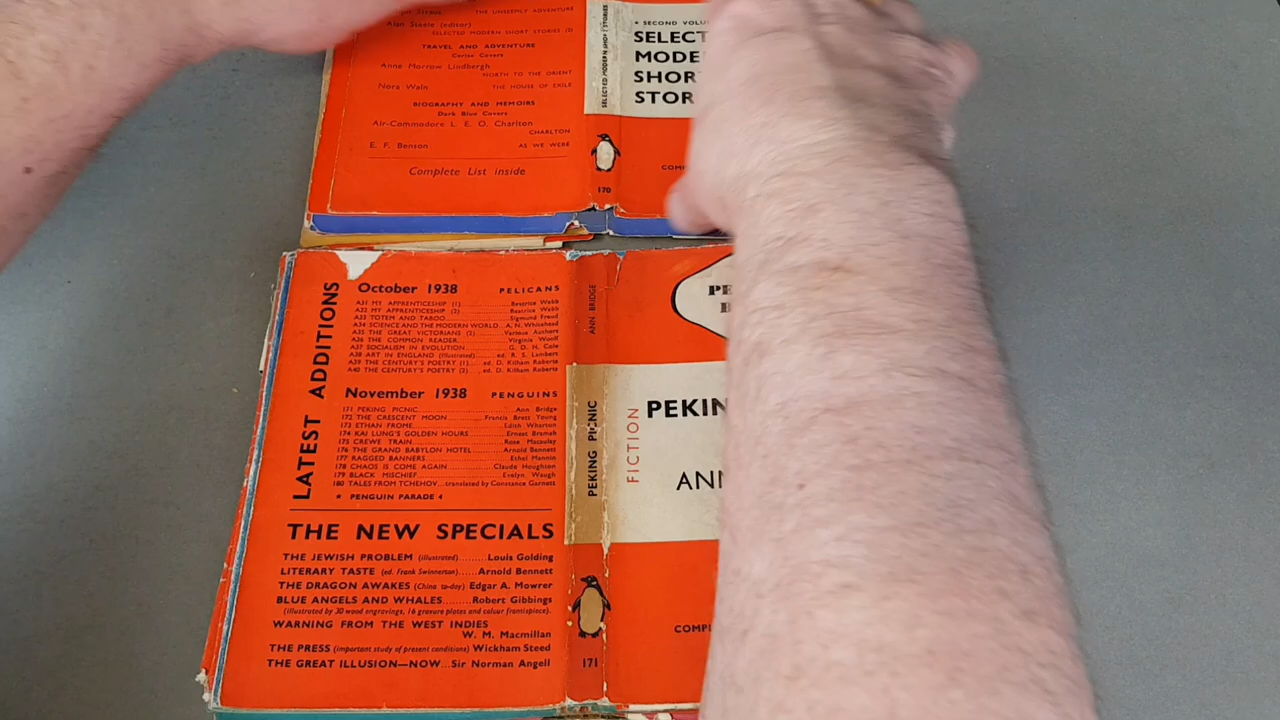 THE UNSEEMLY ADVENTURE
Alan Steele (editor)
SELECTED MODERN SHORT STORIES (2)
TRAVEL AND ADVENTURE
Cerise Covers
Anne Morrow Lindbergh
NORTH TO THE ORIENT
Nora Waln THE HOUSE OF EXILE
BIOGRAPHY AND MEMOIRS
Dark Blue Covers
Air-Commodore L. E. O. Charlton
CHARLTON
E. F. Benson AS WE WERE
Complete List Inside
SELECTED MODERN SHORT STORIES
170
★ SECOND VOLU
SELECT
MODE
SHOR
STOR
COM
LATEST ADDITIONS
October 1938 PELICANS
A31 MY APPRENTICESHIP (1) Beatrice Webb
A32 MY APPRENTICESHIP (2) Beatrice Webb
A33 TOTEM AND TABOO Sigmund Freud
A34 SCIENCE AND THE MODERN WORLD...A. N. Whitehead
A35 THE GREAT VICTORIANS (2) Various Authors
A36 THE COMMON READER Virginia Woolf
A37 SOCIALISM IN EVOLUTION G. D. H. Cole
A38 ART IN ENGLAND (Illustrated) ed. R. S. Lambert
A39 THE CENTURY'S POETRY (1) ed. D. Kilham Roberts
A40 THE CENTURY'S POETRY (2) ed. D. Kilham Roberts
November 1938 PENGUINS
171 PEKING PICNIC Ann Bridge
172 THE CRESCENT MOON Francis Brett Young
173 ETHAN FROME Edith Wharton
174 KAI LUNG'S GOLDEN HOURS Ernest Bramah
175 CREWE TRAIN Rose Macaulay
176 THE GRAND BABYLON HOTEL Arnold Bennett
177 RAGGED BANNERS Ethel Mannin
178 CHAOS IS COME AGAIN Claude Houghton
179 BLACK MISCHIEF Evelyn Waugh
180 TALES FROM TCHEHOV...translated by Constance Garnett
★ PENGUIN PARADE 4
THE NEW SPECIALS
THE JEWISH PROBLEM (illustrated)........Louis Golding
LITERARY TASTE (ed. Frank Swinnerton)......Arnold Bennett
THE DRAGON AWAKES (China to-day) Edgar A. Mowrer
BLUE ANGELS AND WHALES........Robert Gibbings
(illustrated by 30 wood engravings, 16 gravure plates and colour frontispiece).
WARNING FROM THE WEST INDIES
W. M. Macmillan
THE PRESS (important study of present conditions) Wickham Steed
THE GREAT ILLUSION—NOW...Sir Norman Angell
ANN BRIDGE
PEKING PICNIC
171
PE
FICTION
PEKIN
ANN
COMPL